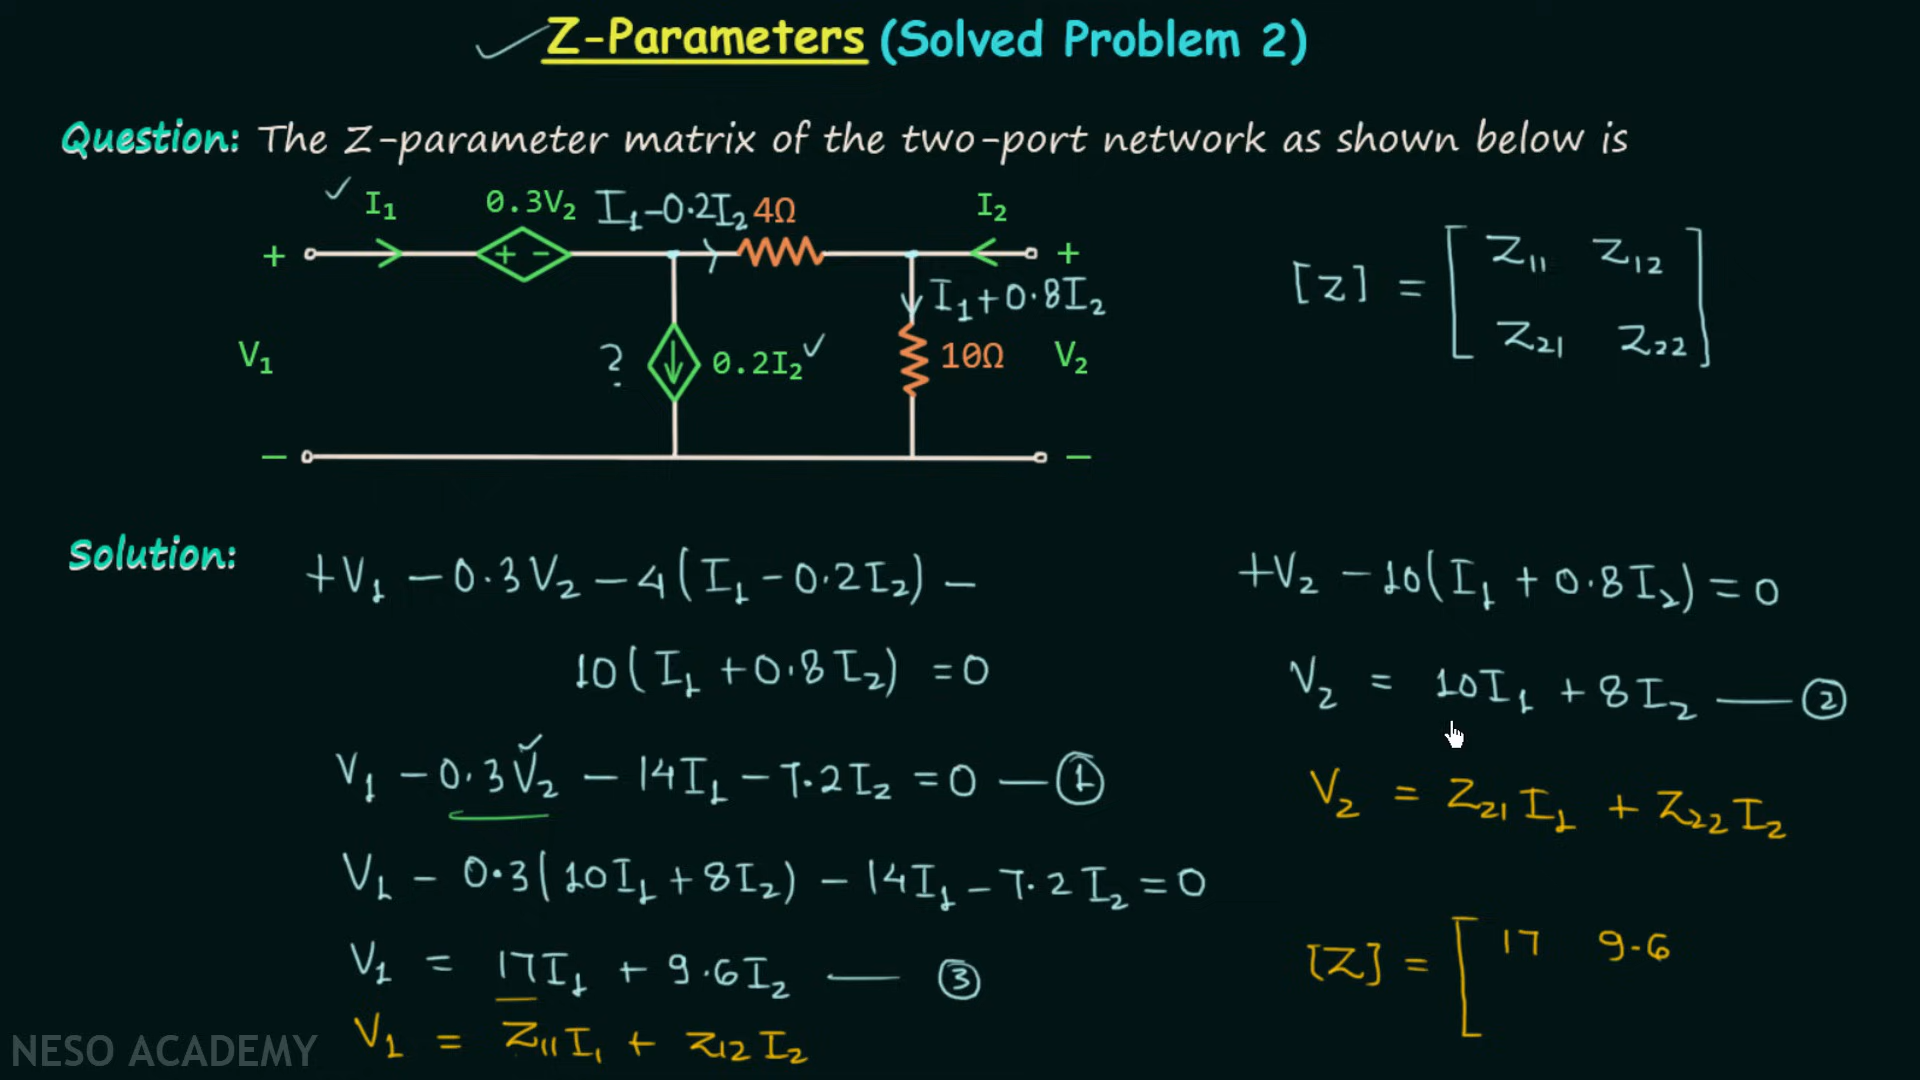 Z-Parameters (Solved Problem 2)
Question: The Z-parameter matrix of the two-port network as shown below is
I₁ 0.3V₂ I₁-0.2I₂ 4Ω I₂
+ + - +
I₁+0.8I₂
V₁ ? 0.2I₂ 10Ω V₂
- -
[Z] = [ Z₁₁ Z₁₂
Z₂₁ Z₂₂ ]
Solution:
+V₁ - 0.3V₂ - 4(I₁ - 0.2I₂) -
10(I₁ + 0.8I₂) = 0
V₁ - 0.3V₂ - 14I₁ - 7.2I₂ = 0 — ①
V₁ - 0.3(10I₁ + 8I₂) - 14I₁ - 7.2I₂ = 0
V₁ = 17I₁ + 9.6I₂ — ③
V₁ = Z₁₁I₁ + Z₁₂I₂
+V₂ - 10(I₁ + 0.8I₂) = 0
V₂ = 10I₁ + 8I₂ — ②
V₂ = Z₂₁I₁ + Z₂₂I₂
[Z] = [ 17 9.6
NESO ACADEMY